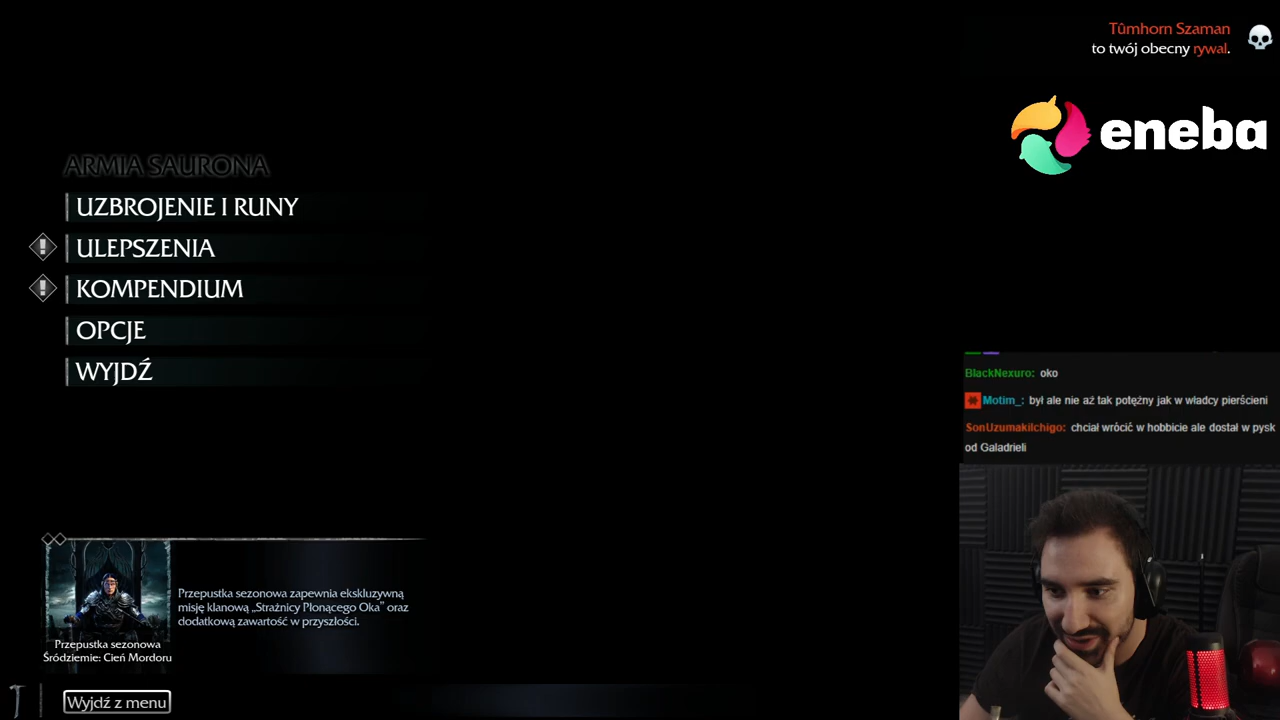 Tûmhorn Szaman
to twój obecny rywal.
eneba
ARMIA SAURONA
UZBROJENIE I RUNY
ULEPSZENIA
KOMPENDIUM
OPCJE
WYJDŹ
BlackNexuro: oko
Motim_: był ale nie aż tak potężny jak w władcy pierścieni
SonUzumakiIchigo: chciał wrócić w hobbicie ale dostał w pysk
od Galadrieli
Przepustka sezonowa zapewnia ekskluzywną
misję klanową „Strażnicy Płonącego Oka” oraz
dodatkową zawartość w przyszłości.
Przepustka sezonowa
Śródziemie: Cień Mordoru
Wyjdź z menu